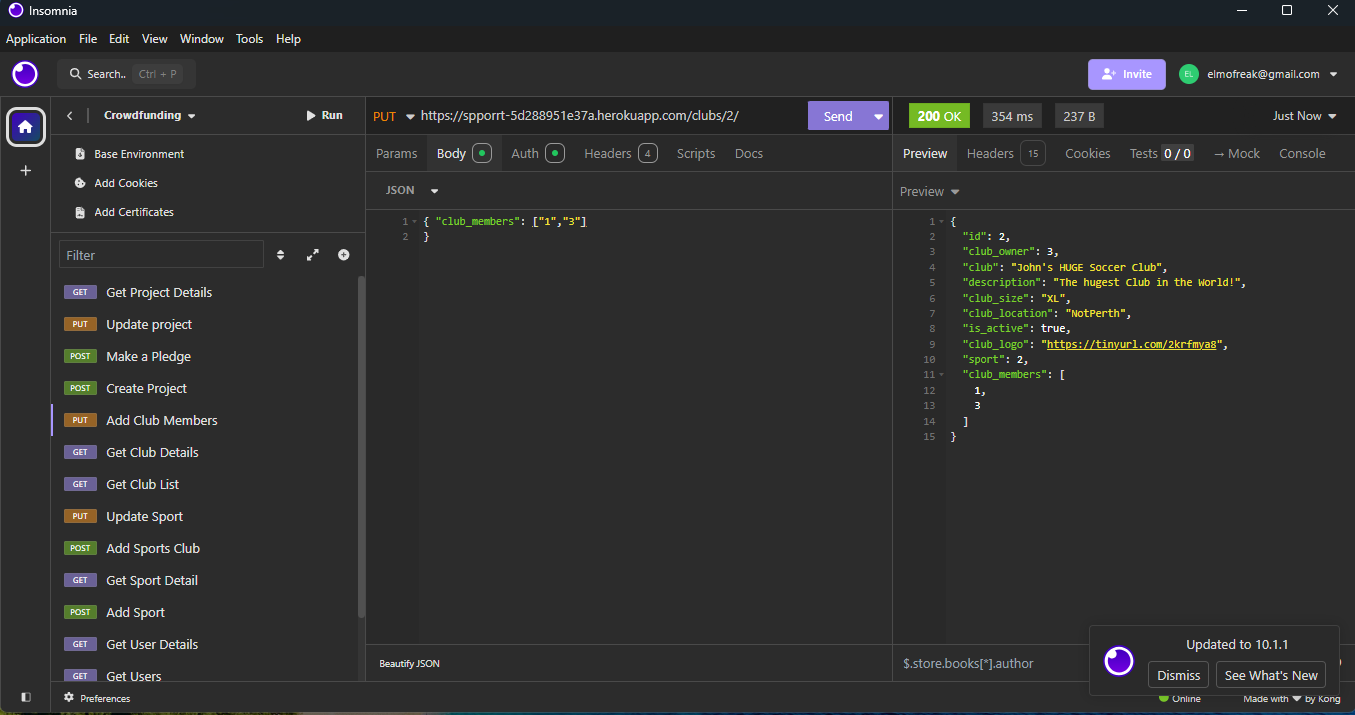 Insomnia
Application File Edit View Window Tools Help
Search.. Ctrl + P
Invite
EL elmofreak@gmail.com
Crowdfunding
Run
Base Environment
Add Cookies
Add Certificates
Filter
GET Get Project Details
PUT Update project
POST Make a Pledge
POST Create Project
PUT Add Club Members
GET Get Club Details
GET Get Club List
PUT Update Sport
POST Add Sports Club
GET Get Sport Detail
POST Add Sport
GET Get User Details
GET Get Users
Preferences
PUT https://spporrt-5d288951e37a.herokuapp.com/clubs/2/ Send
Params Body Auth Headers 4 Scripts Docs
JSON
1 { "club_members": ["1","3"]
2 }
Beautify JSON
200 OK 354 ms 237 B Just Now
Preview Headers 15 Cookies Tests 0 / 0 → Mock Console
Preview
1 {
2 "id": 2,
3 "club_owner": 3,
4 "club": "John's HUGE Soccer Club",
5 "description": "The hugest Club in the World!",
6 "club_size": "XL",
7 "club_location": "NotPerth",
8 "is_active": true,
9 "club_logo": "https://tinyurl.com/2krfmya8",
10 "sport": 2,
11 "club_members": [
12 1,
13 3
14 ]
15 }
$.store.books[*].author
Updated to 10.1.1
Dismiss See What's New
Online Made with ❤ by Kong